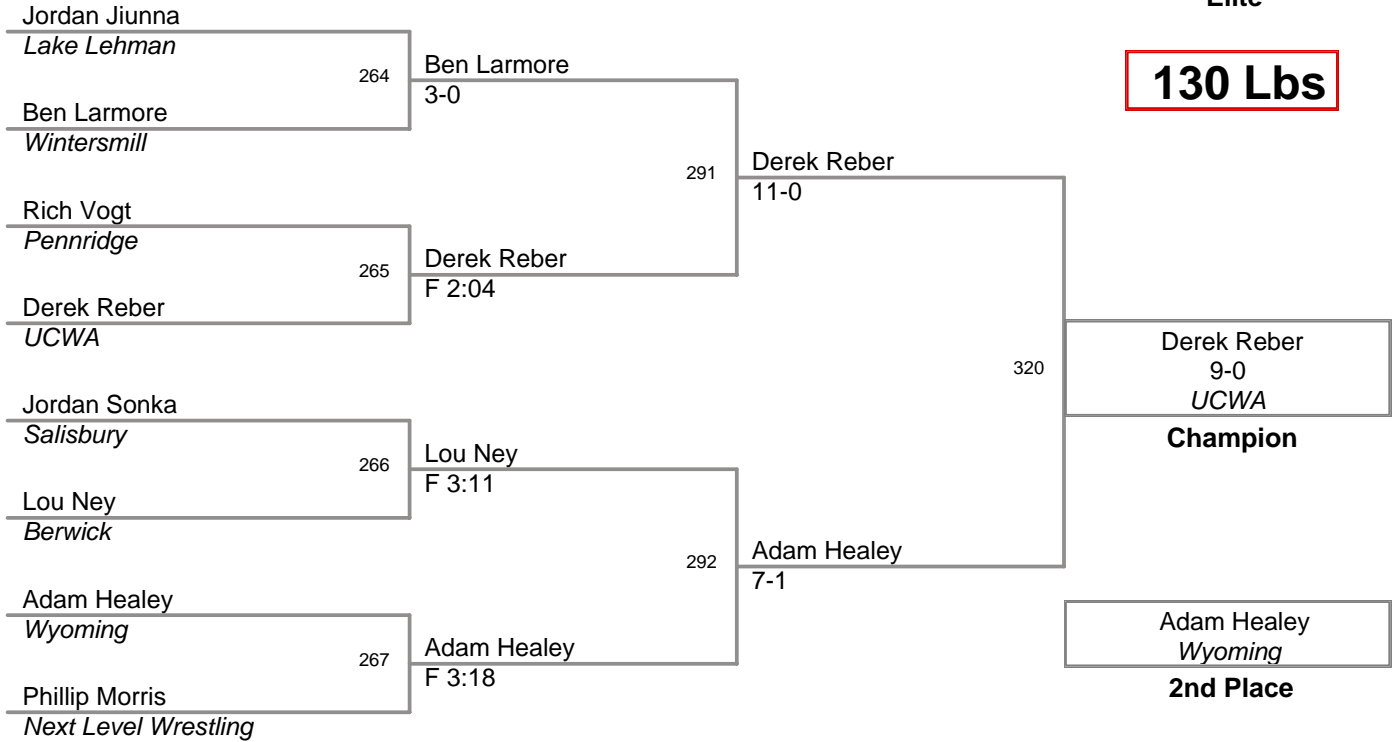 Elite
130 Lbs
Jordan Jiunna
Lake Lehman
264
Ben Larmore
3-0
Ben Larmore
Wintersmill
291
Derek Reber
11-0
Rich Vogt
Pennridge
265
Derek Reber
F 2:04
Derek Reber
UCWA
320
Derek Reber
9-0
UCWA
Champion
Jordan Sonka
Salisbury
266
Lou Ney
F 3:11
Lou Ney
Berwick
292
Adam Healey
7-1
Adam Healey
Wyoming
267
Adam Healey
F 3:18
Phillip Morris
Next Level Wrestling
Adam Healey
Wyoming
2nd Place